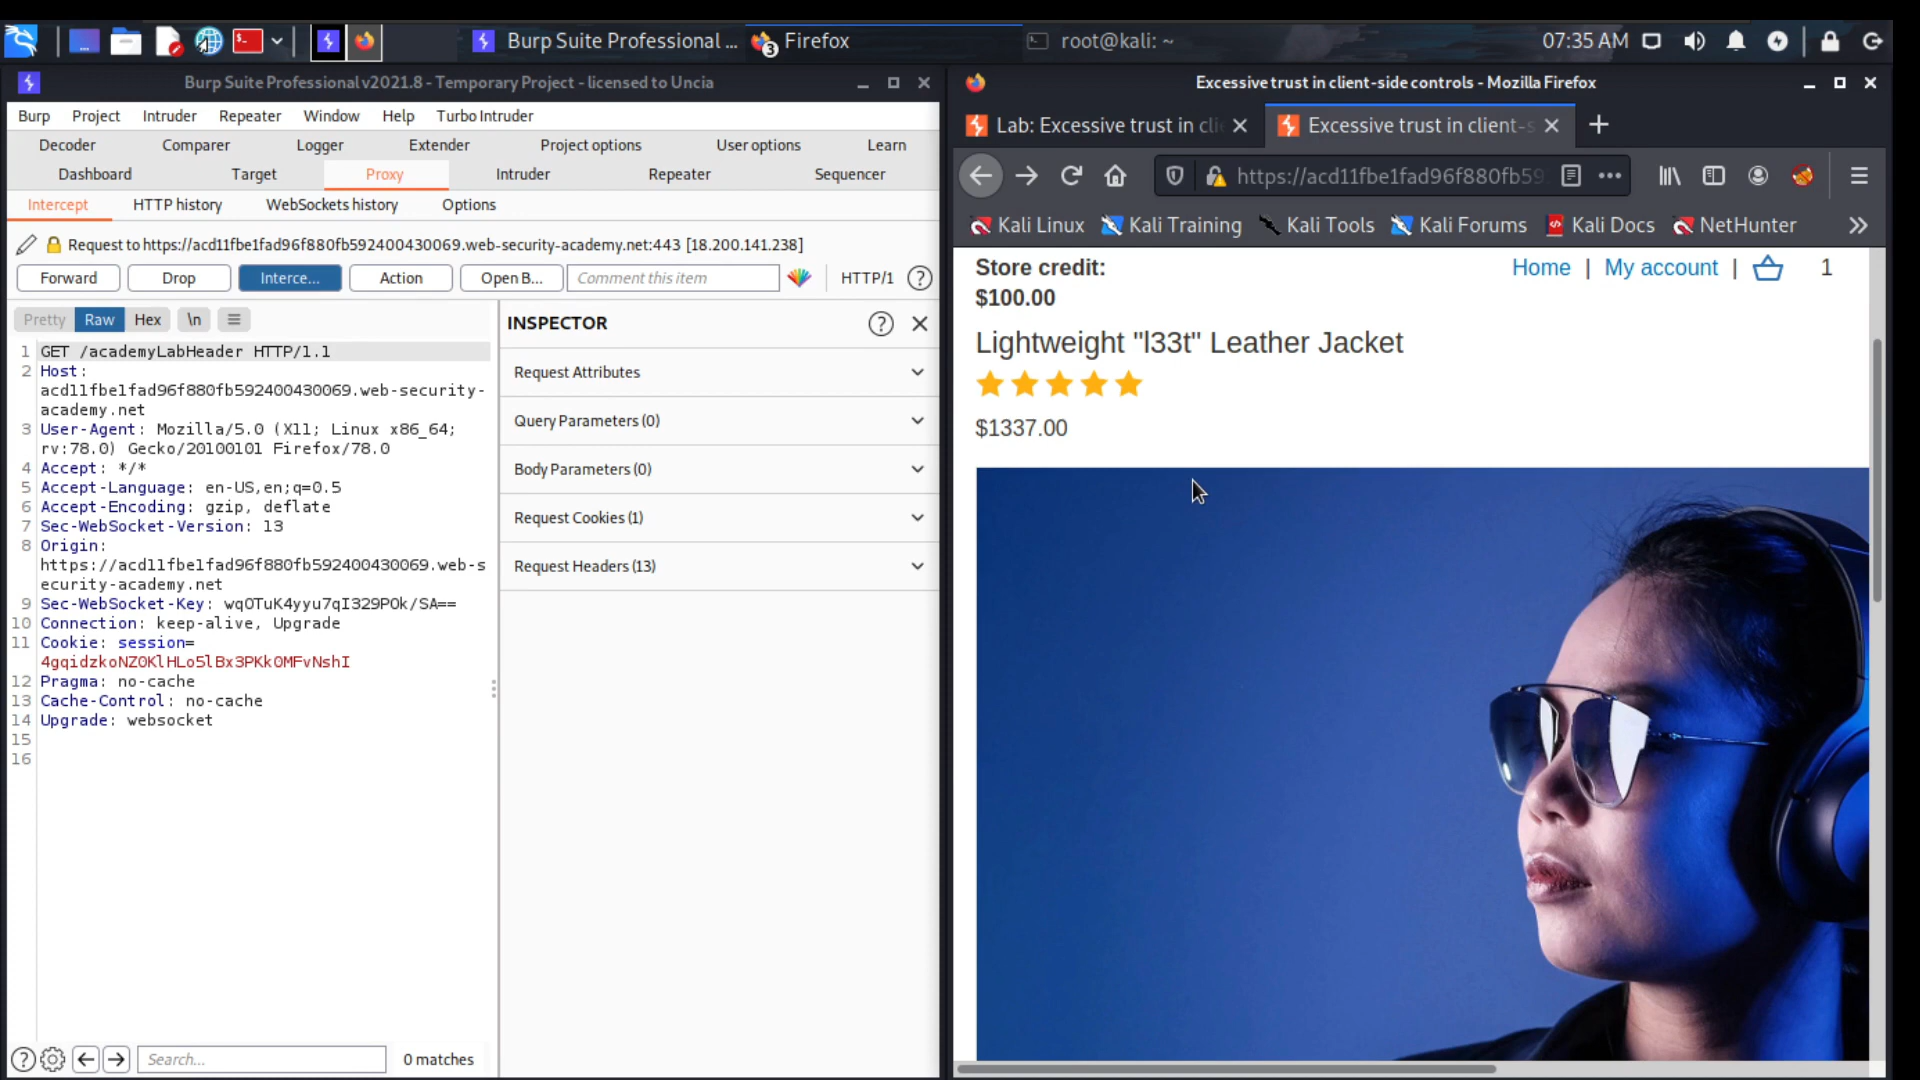 Burp Suite Professional ...
3
Firefox
root@kali: ~
07:35 AM
Burp Suite Professional v2021.8 - Temporary Project - licensed to Uncia
Burp Project Intruder Repeater Window Help Turbo Intruder
Decoder Comparer Logger Extender Project options User options Learn
Dashboard Target Proxy Intruder Repeater Sequencer
Intercept HTTP history WebSockets history Options
Request to https://acd11fbe1fad96f880fb592400430069.web-security-academy.net:443 [18.200.141.238]
Forward Drop Interce... Action Open B... Comment this item HTTP/1 ?
Pretty Raw Hex \n
1 GET /academyLabHeader HTTP/1.1
2 Host:
acd11fbe1fad96f880fb592400430069.web-security-
academy.net
3 User-Agent: Mozilla/5.0 (X11; Linux x86_64;
rv:78.0) Gecko/20100101 Firefox/78.0
4 Accept: */*
5 Accept-Language: en-US,en;q=0.5
6 Accept-Encoding: gzip, deflate
7 Sec-WebSocket-Version: 13
8 Origin:
https://acd11fbe1fad96f880fb592400430069.web-s
ecurity-academy.net
9 Sec-WebSocket-Key: wqOTuK4yyu7qI329POk/SA==
10 Connection: keep-alive, Upgrade
11 Cookie: session=
4gqidzkoNZOKlHLo5lBx3PKkOMFvNshI
12 Pragma: no-cache
13 Cache-Control: no-cache
14 Upgrade: websocket
15
16
INSPECTOR ?
Request Attributes
Query Parameters (0)
Body Parameters (0)
Request Cookies (1)
Request Headers (13)
? Search... 0 matches
Excessive trust in client-side controls - Mozilla Firefox
Lab: Excessive trust in cli
Excessive trust in client-s
https://acd11fbe1fad96f880fb59
Kali Linux Kali Training Kali Tools Kali Forums Kali Docs NetHunter
Store credit:
$100.00
Home | My account | 1
Lightweight "l33t" Leather Jacket
$1337.00